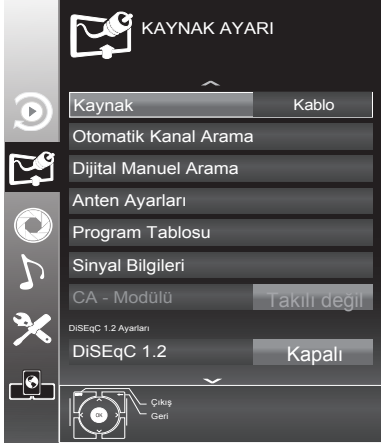 KAYNAK AYARI
Kaynak Kablo
Otomatik Kanal Arama
Dijital Manuel Arama
Anten Ayarları
Program Tablosu
Sinyal Bilgileri
CA - Modülü Takılı değil
DiSEqC 1.2 Ayarları
DiSEqC 1.2 Kapalı
Çıkış
OK Geri